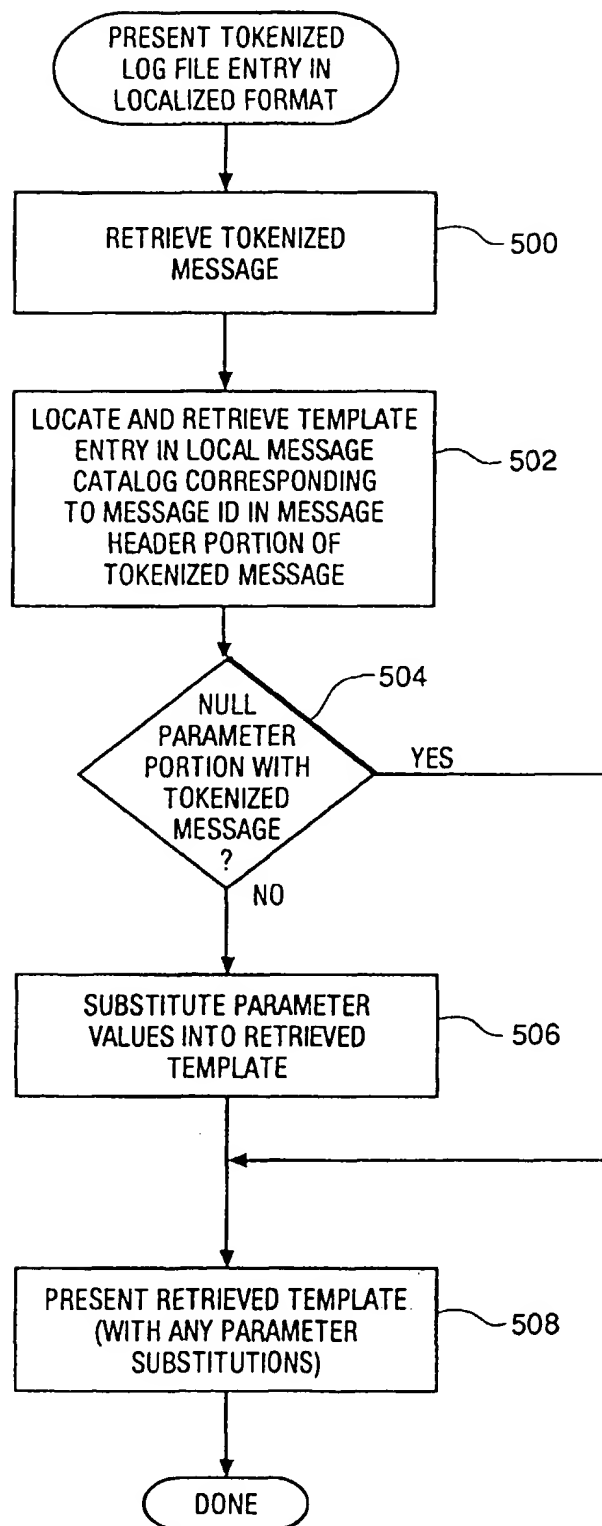 PRESENT TOKENIZED
LOG FILE ENTRY IN
LOCALIZED FORMAT
RETRIEVE TOKENIZED
MESSAGE
500
LOCATE AND RETRIEVE TEMPLATE
ENTRY IN LOCAL MESSAGE
CATALOG CORRESPONDING
TO MESSAGE ID IN MESSAGE
HEADER PORTION OF
TOKENIZED MESSAGE
502
504
NULL
PARAMETER
PORTION WITH
TOKENIZED
MESSAGE
?
YES
NO
SUBSTITUTE PARAMETER
VALUES INTO RETRIEVED
TEMPLATE
506
PRESENT RETRIEVED TEMPLATE
(WITH ANY PARAMETER
SUBSTITUTIONS)
508
DONE